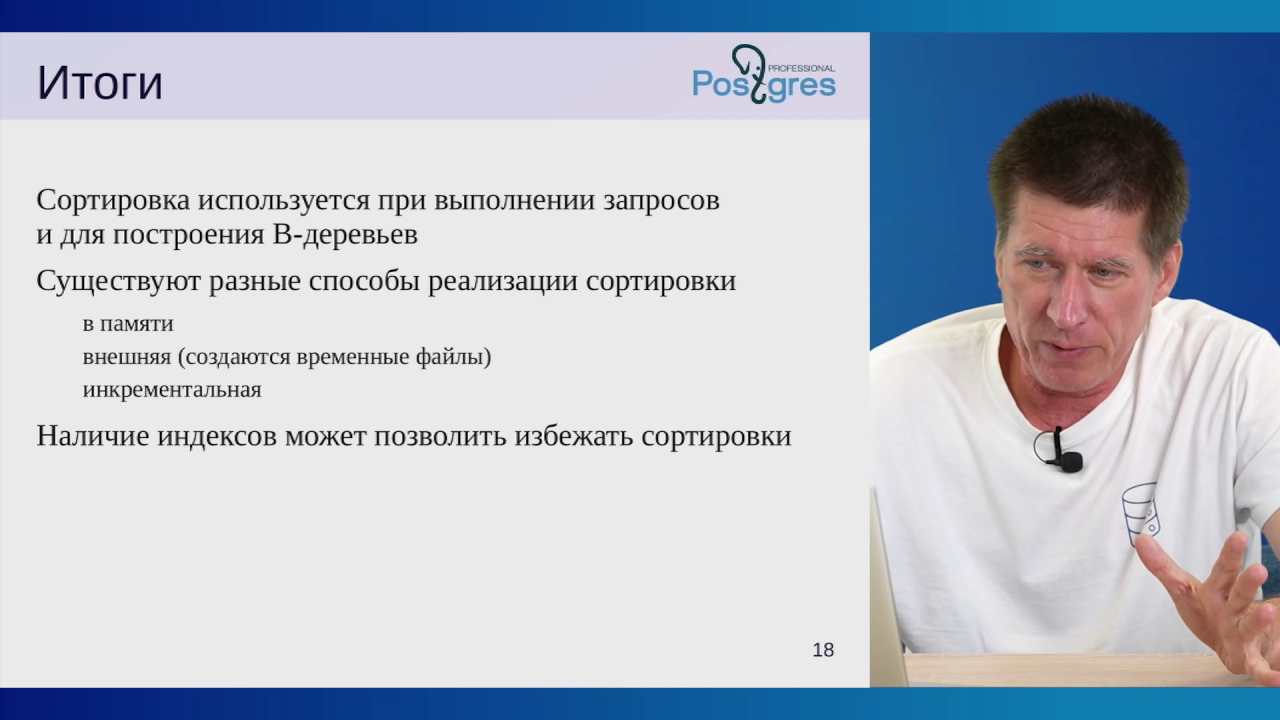 Итоги
PROFESSIONAL
Postgres
Сортировка используется при выполнении запросов
и для построения B-деревьев
Существуют разные способы реализации сортировки
в памяти
внешняя (создаются временные файлы)
инкрементальная
Наличие индексов может позволить избежать сортировки
18